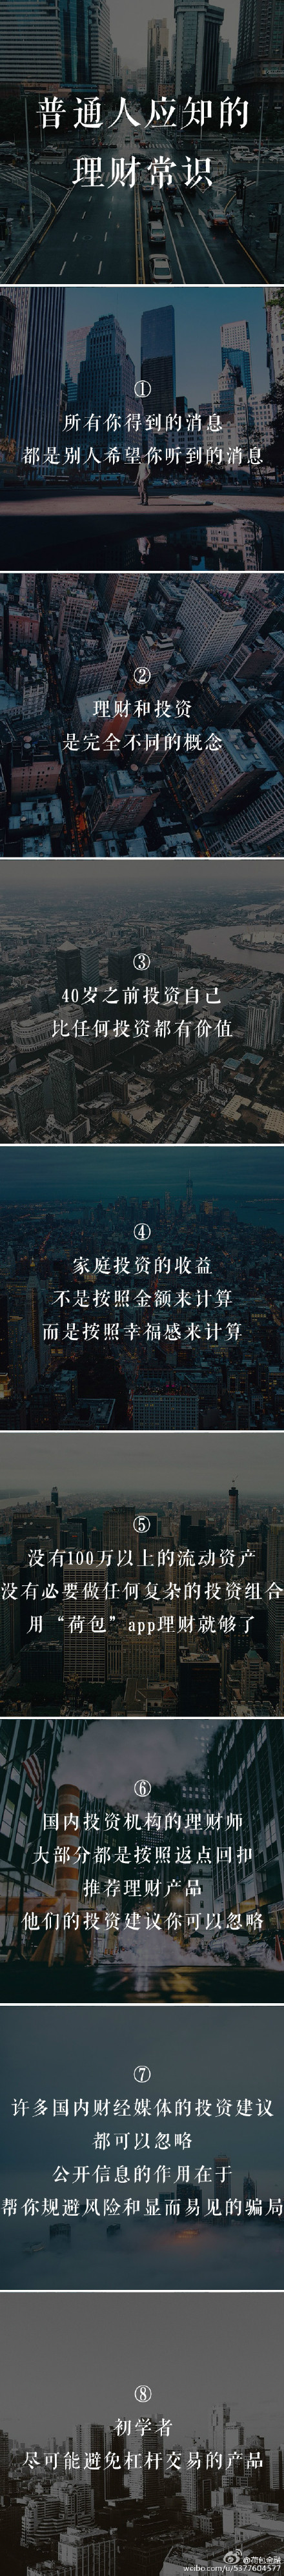 普通人应知的
理财常识
①
所有你得到的消息
都是别人希望你听到的消息
②
理财和投资
是完全不同的概念
③
40岁之前投资自己
比任何投资都有价值
④
家庭投资的收益
不是按照金额来计算
而是按照幸福感来计算
⑤
没有100万以上的流动资产
没有必要做任何复杂的投资组合
用“荷包”app理财就够了
⑥
国内投资机构的理财师
大部分都是按照返点回扣
推荐理财产品
他们的投资建议你可以忽略
⑦
许多国内财经媒体的投资建议
都可以忽略
公开信息的作用在于
帮你规避风险和显而易见的骗局
⑧
初学者
尽可能避免杠杆交易的产品
@荷包金融
weibo.com/u/5377604577